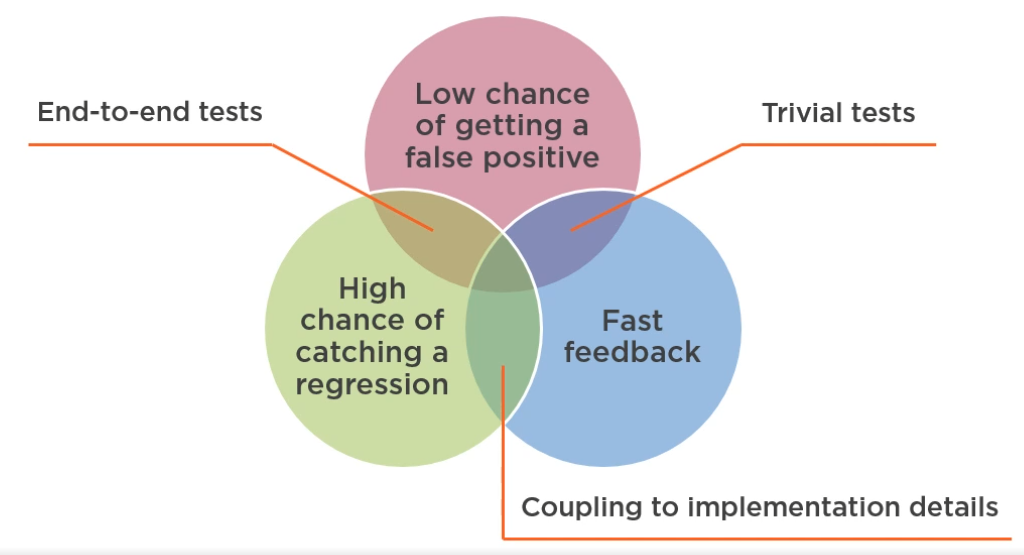 End-to-end tests
Low chance
of getting a
false positive
Trivial tests
High
chance of
catching a
regression
Fast
feedback
Coupling to implementation details